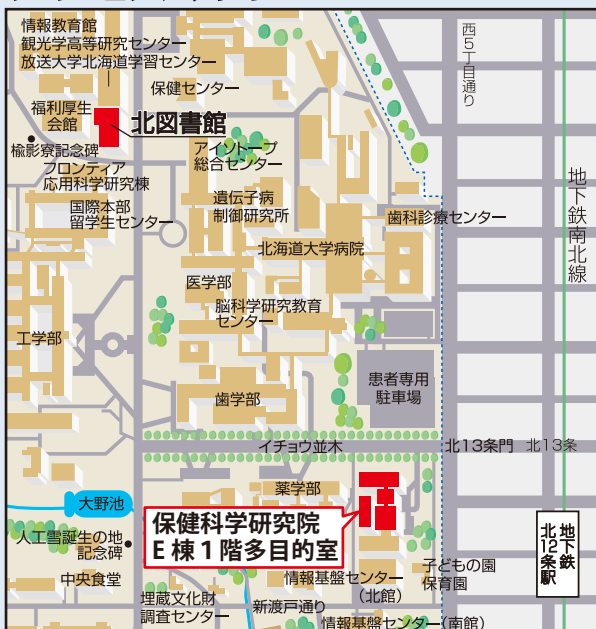 情報教育館
観光学高等研究センター
放送大学北海道学習センター
保健センター
西5丁目通り
福利厚生
会館
北図書館
楡影寮記念碑
アイソトープ
総合センター
フロンティア
応用科学研究棟
国際本部
留学生センター
遺伝子病
制御研究所
歯科診療センター
地下鉄南北線
北海道大学病院
医学部
脳科学研究教育
センター
工学部
患者専用
駐車場
歯学部
イチョウ並木
北13条門
北13条
薬学部
大野池
保健科学研究院
E棟1階多目的室
人工雪誕生の地
記念碑
地下鉄
北12条駅
中央食堂
情報基盤センター
(北館)
子どもの園
保育園
埋蔵文化財
調査センター
新渡戸通り
情報基盤センター(南館)